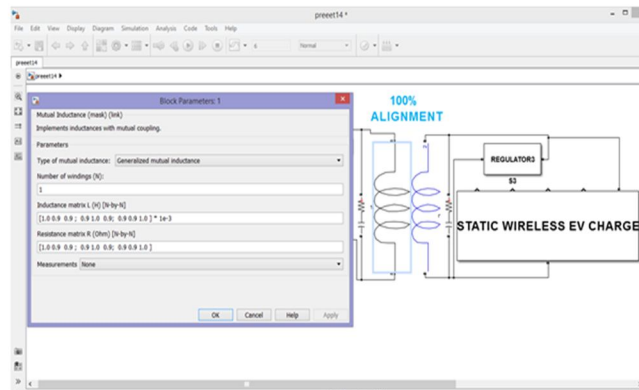 preeet14 *
File Edit View Display Diagram Simulation Analysis Code Tools Help
Normal
preeet14
preeet14
Block Parameters: 1
Mutual Inductance (mask) (link)
Implements inductances with mutual coupling.
Parameters
Type of mutual inductance: Generalized mutual inductance
Number of windings (N):
1
Inductance matrix L (H) [N-by-N]
[1.0 0.9 0.9 ; 0.9 1.0 0.9; 0.9 0.9 1.0 ] * 1e-3
Resistance matrix R (Ohm) [N-by-N]
[1.0 0.9 0.9 ; 0.9 1.0 0.9; 0.9 0.9 1.0 ]
Measurements None
OK Cancel Help Apply
100%
ALIGNMENT
REGULATOR3
S3
STATIC WIRELESS EV CHARGE